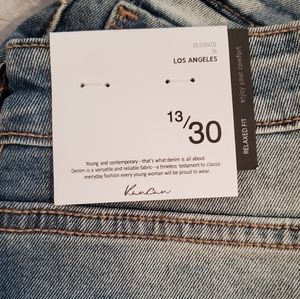 DESIGNED
IN
LOS ANGELES
13/30
RELAXED FIT
enjoy your comfort
Young and contemporary—that's what denim is all about.
Denim is a versatile and reliable fabric—a timeless testament to classic
everyday fashion every young woman will be proud to wear.
KanCan